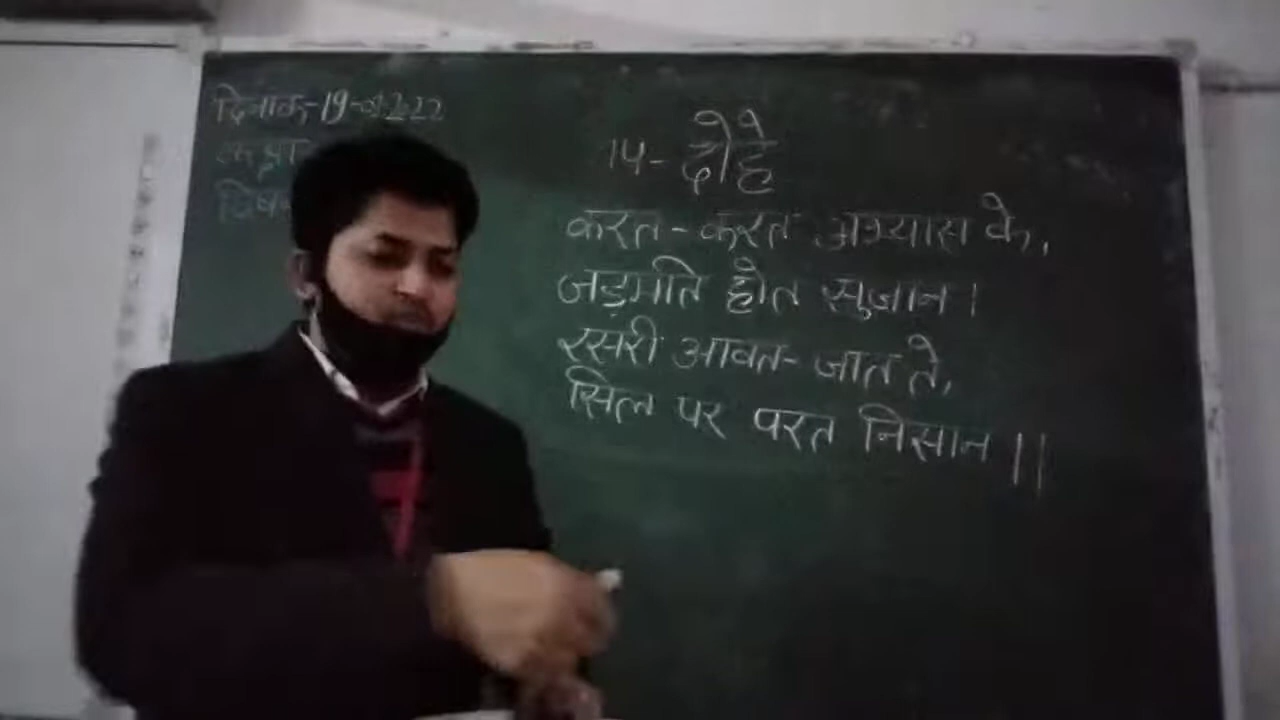 दिनाक-19-01-2022
14- दोहे
करत-करत अभ्यास के,
जड़मति होत सुजान।
रसरी आवत-जात ते,
सिल पर परत निसान ||